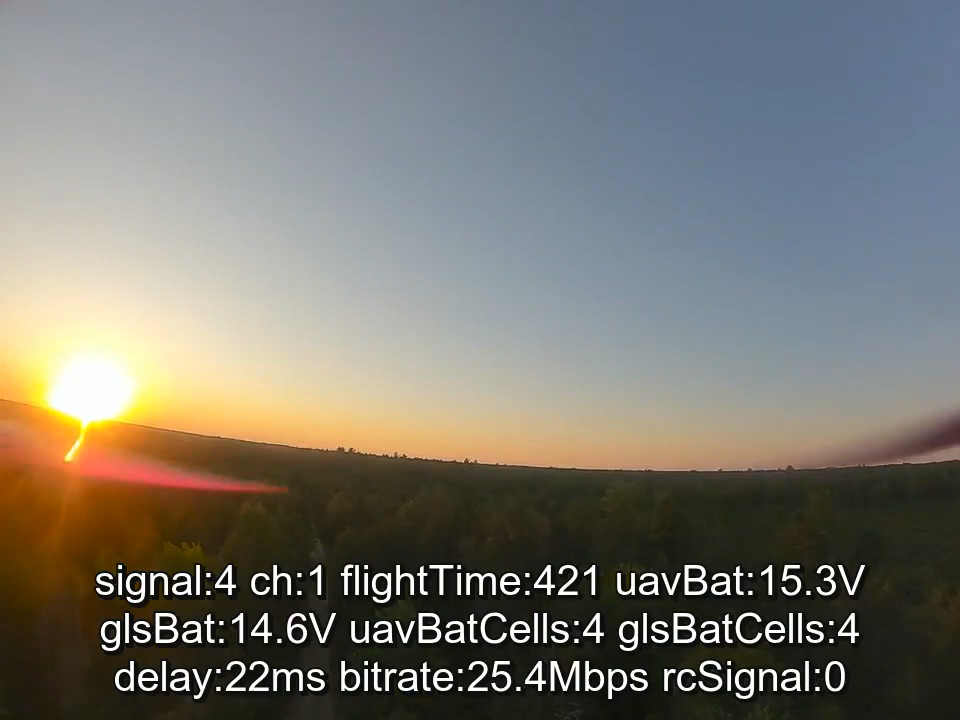 signal:4 ch:1 flightTime:421 uavBat:15.3V
glsBat:14.6V uavBatCells:4 glsBatCells:4
delay:22ms bitrate:25.4Mbps rcSignal:0